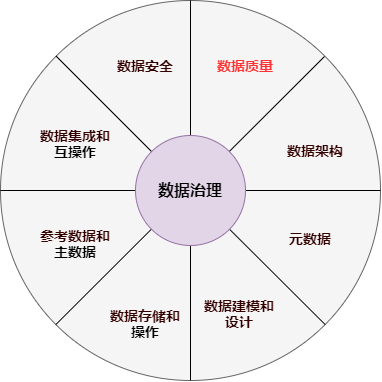 数据安全
数据质量
数据集成和
互操作
数据架构
数据治理
参考数据和
主数据
元数据
数据存储和
操作
数据建模和
设计